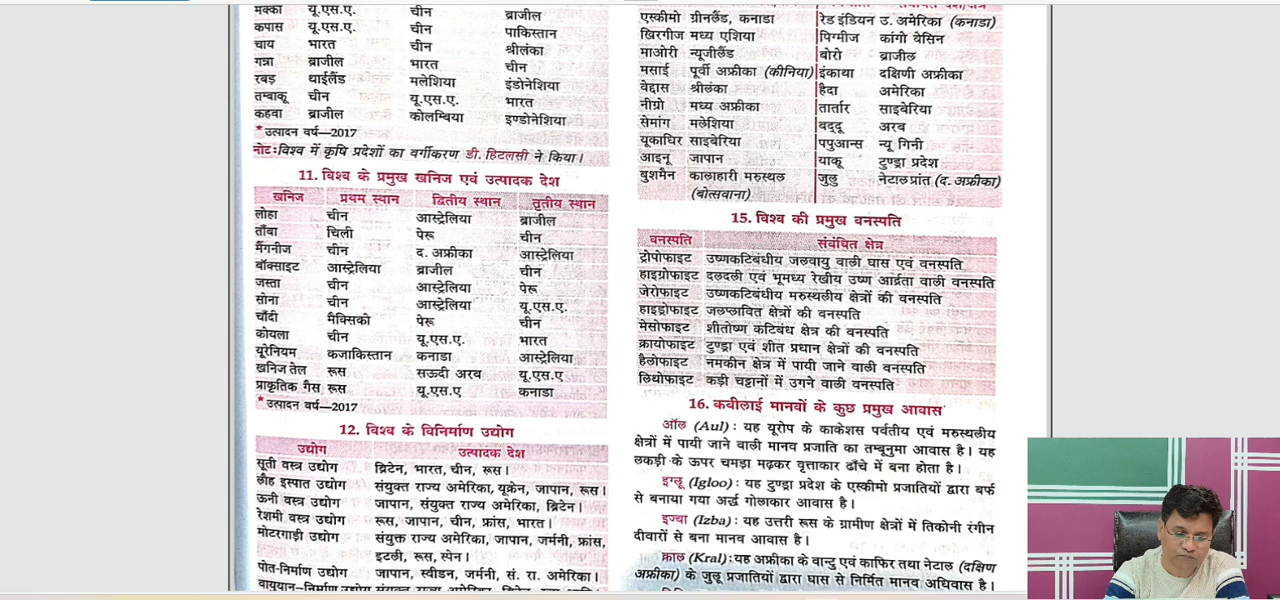 मक्का यू.एस.ए. चीन ब्राजील
कपास यू.एस.ए. चीन पाकिस्तान
चाय भारत चीन श्रीलंका
गन्ना ब्राजील भारत चीन
रबड़ थाईलैंड मलेशिया इंडोनेशिया
तम्बाकू चीन यू.एस.ए. भारत
कहवा ब्राजील कोलम्बिया इण्डोनेशिया
*उत्पादन वर्ष—2017
नोट:विश्व में कृषि प्रदेशों का वर्गीकरण डी. हिटलसी ने किया।
11. विश्व के प्रमुख खनिज एवं उत्पादक देश
खनिज प्रथम स्थान द्वितीय स्थान तृतीय स्थान
लोहा चीन आस्ट्रेलिया ब्राजील
ताँबा चिली पेरू चीन
मैंगनीज चीन द. अफ्रीका आस्ट्रेलिया
बॉक्साइट आस्ट्रेलिया ब्राजील चीन
जस्ता चीन आस्ट्रेलिया पेरू
सोना चीन आस्ट्रेलिया यू.एस.ए.
चाँदी मैक्सिको पेरू चीन
कोयला चीन यू.एस.ए. भारत
यूरेनियम कजाकिस्तान कनाडा आस्ट्रेलिया
खनिज तेल रूस सऊदी अरब यू.एस.ए
प्राकृतिक गैस रूस यू.एस.ए कनाडा
*उत्पादन वर्ष—2017
12. विश्व के विनिर्माण उद्योग
उद्योग उत्पादक देश
सूती वस्त्र उद्योग ब्रिटेन, भारत, चीन, रूस।
लौह इस्पात उद्योग संयुक्त राज्य अमेरिका, यूक्रेन, जापान, रूस।
ऊनी वस्त्र उद्योग जापान, संयुक्त राज्य अमेरिका, ब्रिटेन।
रेशमी वस्त्र उद्योग रूस, जापान, चीन, फ्रांस, भारत।
मोटरगाड़ी उद्योग संयुक्त राज्य अमेरिका, जापान, जर्मनी, फ्रांस,
इटली, रूस, स्पेन।
पोत-निर्माण उद्योग जापान, स्वीडन, जर्मनी, सं. रा. अमेरिका।
वायुयान-निर्माण उद्योग संयुक्त राज्य अमेरिका
एस्कीमो ग्रीनलैंड, कनाडा रेड इंडियन उ. अमेरिका (कनाडा)
खिरगीज मध्य एशिया पिग्मीज कांगो बेसिन
माओरी न्यूजीलैंड बोरो ब्राजील
मसाई पूर्वी अफ्रीका (कीनिया) इंकाथा दक्षिणी अफ्रीका
वेद्दास श्रीलंका हैदा अमेरिका
नीग्रो मध्य अफ्रीका तार्तार साइबेरिया
सेमांग मलेशिया बद्दू अरब
यूकाधिर साइबेरिया पपुआन्स न्यू गिनी
आइनू जापान याकू टुण्ड्रा प्रदेश
बुशमैन कालाहारी मरुस्थल जुलु नेटाल प्रांत (द. अफ्रीका)
(बोत्सवाना)
15. विश्व की प्रमुख वनस्पति
वनस्पति संबंधित क्षेत्र
ट्रोपोफाइट उष्णकटिबंधीय जलवायु वाली घास एवं वनस्पति
हाइग्रोफाइट दलदली एवं भूमध्य रेखीय उष्ण आर्द्रता वाली वनस्पति
जेरोफाइट उष्णकटिबंधीय मरुस्थलीय क्षेत्रों की वनस्पति
हाइड्रोफाइट जलप्लावित क्षेत्रों की वनस्पति
मेसोफाइट शीतोष्ण कटिबंध क्षेत्र की वनस्पति
क्रायोफाइट टुण्ड्रा एवं शीत प्रधान क्षेत्रों की वनस्पति
हैलोफाइट नमकीन क्षेत्र में पायी जाने वाली वनस्पति
लिथोफाइट कड़ी चट्टानों में उगने वाली वनस्पति
16. कबीलाई मानवों के कुछ प्रमुख आवास
ऑल (Aul) : यह यूरोप के काकेशस पर्वतीय एवं मरुस्थलीय
क्षेत्रों में पायी जाने वाली मानव प्रजाति का तम्बूनुमा आवास है। यह
लकड़ी के ऊपर चमड़ा मढ़कर वृत्ताकार ढाँचे में बना होता है।
इग्लू (Igloo) : यह टुण्ड्रा प्रदेश के एस्कीमो प्रजातियों द्वारा बर्फ
से बनाया गया अर्द्ध गोलाकार आवास है।
इज्बा (Izba) : यह उत्तरी रूस के ग्रामीण क्षेत्रों में तिकोनी रंगीन
दीवारों से बना मानव आवास है।
क्राल (Kral) : यह अफ्रीका के वान्टु एवं काफिर तथा नेटाल (दक्षिण
अफ्रीका) के जुलू प्रजातियों द्वारा घास से निर्मित मानव अधिवास है।